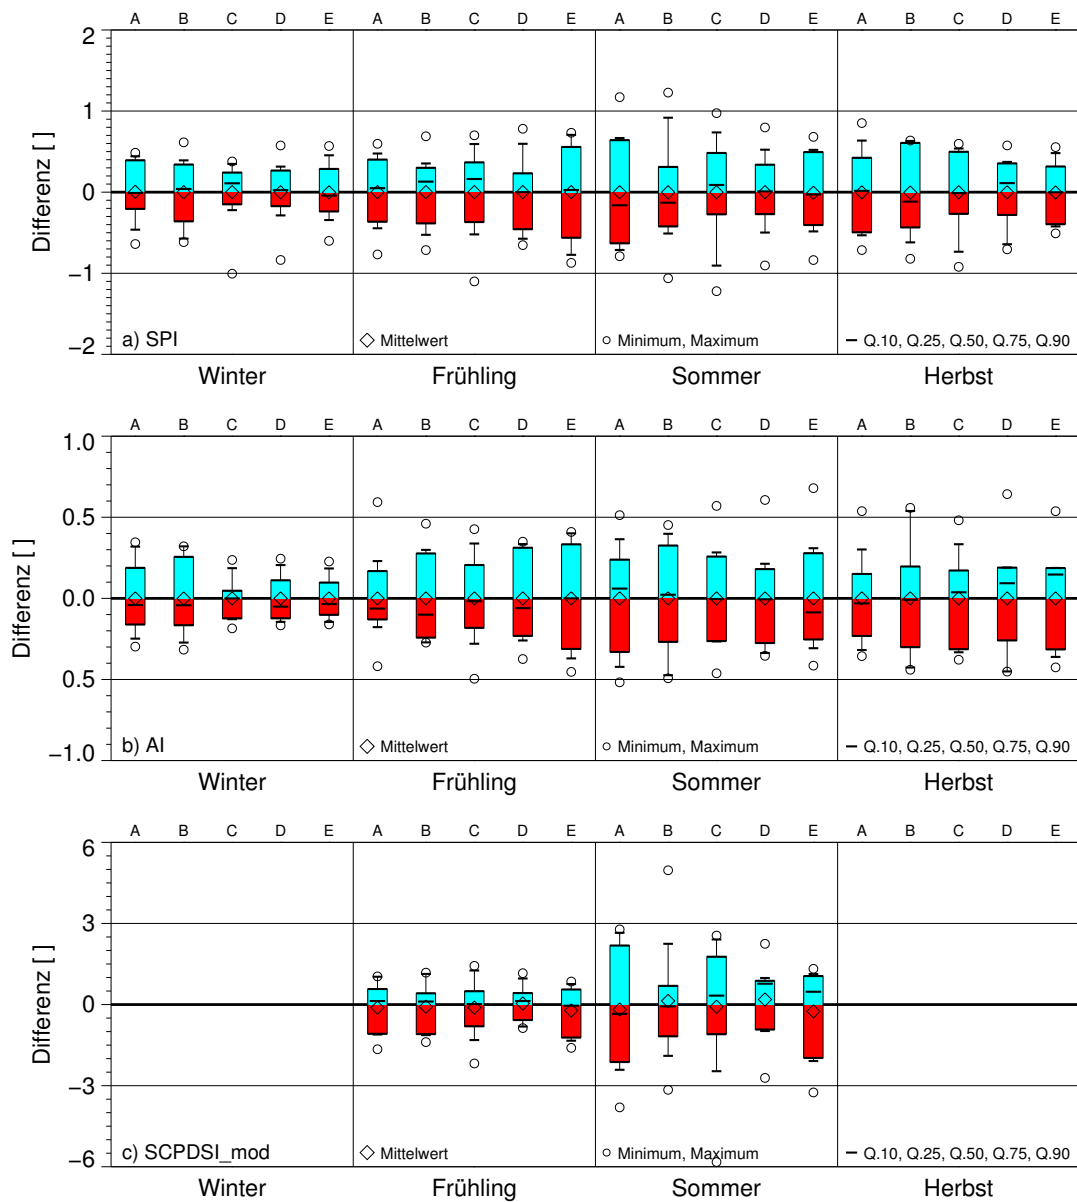 A B C D E A B C D E A B C D E A B C D E
2
1
0
−1
−2
Differenz [ ]
a) SPI
Mittelwert
Minimum, Maximum
Q.10, Q.25, Q.50, Q.75, Q.90
Winter Frühling Sommer Herbst
A B C D E A B C D E A B C D E A B C D E
1.0
0.5
0.0
0.5
−1.0
Differenz [ ]
b) AI
Mittelwert
Minimum, Maximum
Q.10, Q.25, Q.50, Q.75, Q.90
Winter Frühling Sommer Herbst
A B C D E A B C D E A B C D E A B C D E
6
3
0
−3
−6
Differenz [ ]
c) SCPDSI_mod
Mittelwert
Minimum, Maximum
Q.10, Q.25, Q.50, Q.75, Q.90
Winter Frühling Sommer Herbst